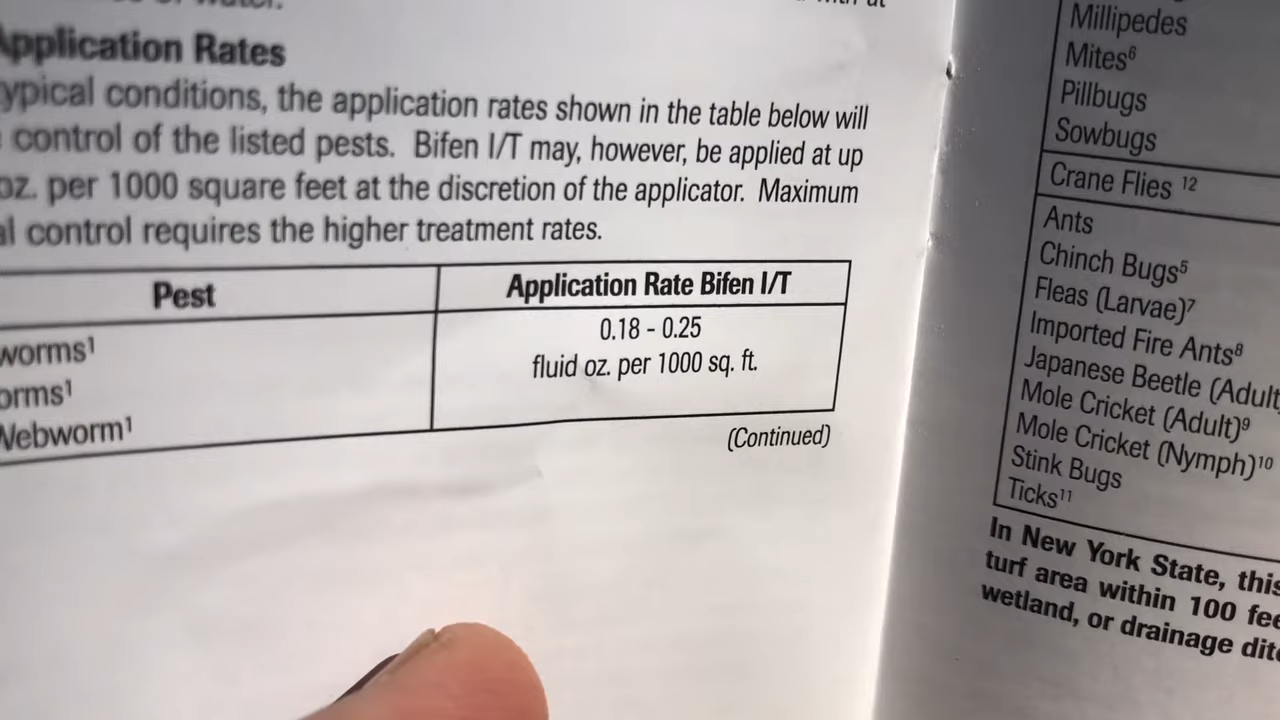 Application Rates
ypical conditions, the application rates shown in the table below will
control of the listed pests. Bifen I/T may, however, be applied at up
oz. per 1000 square feet at the discretion of the applicator. Maximum
al control requires the higher treatment rates.
Pest
Application Rate Bifen I/T
worms¹
orms¹
Webworm¹
0.18 - 0.25
fluid oz. per 1000 sq. ft.
(Continued)
Millipedes
Mites⁶
Pillbugs
Sowbugs
Crane Flies ¹²
Ants
Chinch Bugs⁵
Fleas (Larvae)⁷
Imported Fire Ants⁸
Japanese Beetle (Adult
Mole Cricket (Adult)⁹
Mole Cricket (Nymph)¹⁰
Stink Bugs
Ticks¹¹
In New York State, this
turf area within 100 fee
wetland, or drainage ditc